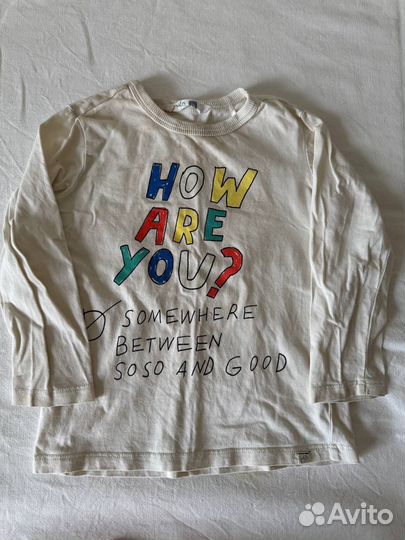 HOW
ARE
YOU?
SOMEWHERE
BETWEEN
SOSO AND GOOD
Avito